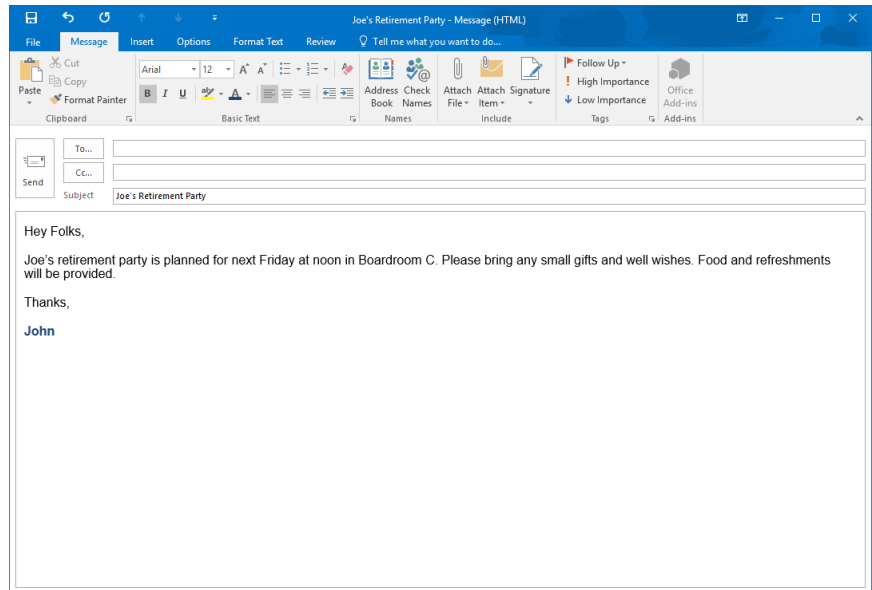 Joe's Retirement Party - Message (HTML)
File Message Insert Options Format Text Review Tell me what you want to do...
Paste
Cut
Copy
Format Painter
Clipboard
Arial 12
B I U
Basic Text
Address Book
Check Names
Names
Attach File
Attach Item
Signature
Include
Follow Up
High Importance
Low Importance
Tags
Office Add-ins
Add-ins
Send
To...
Cc...
Subject Joe's Retirement Party
Hey Folks,
Joe's retirement party is planned for next Friday at noon in Boardroom C. Please bring any small gifts and well wishes. Food and refreshments
will be provided.
Thanks,
John